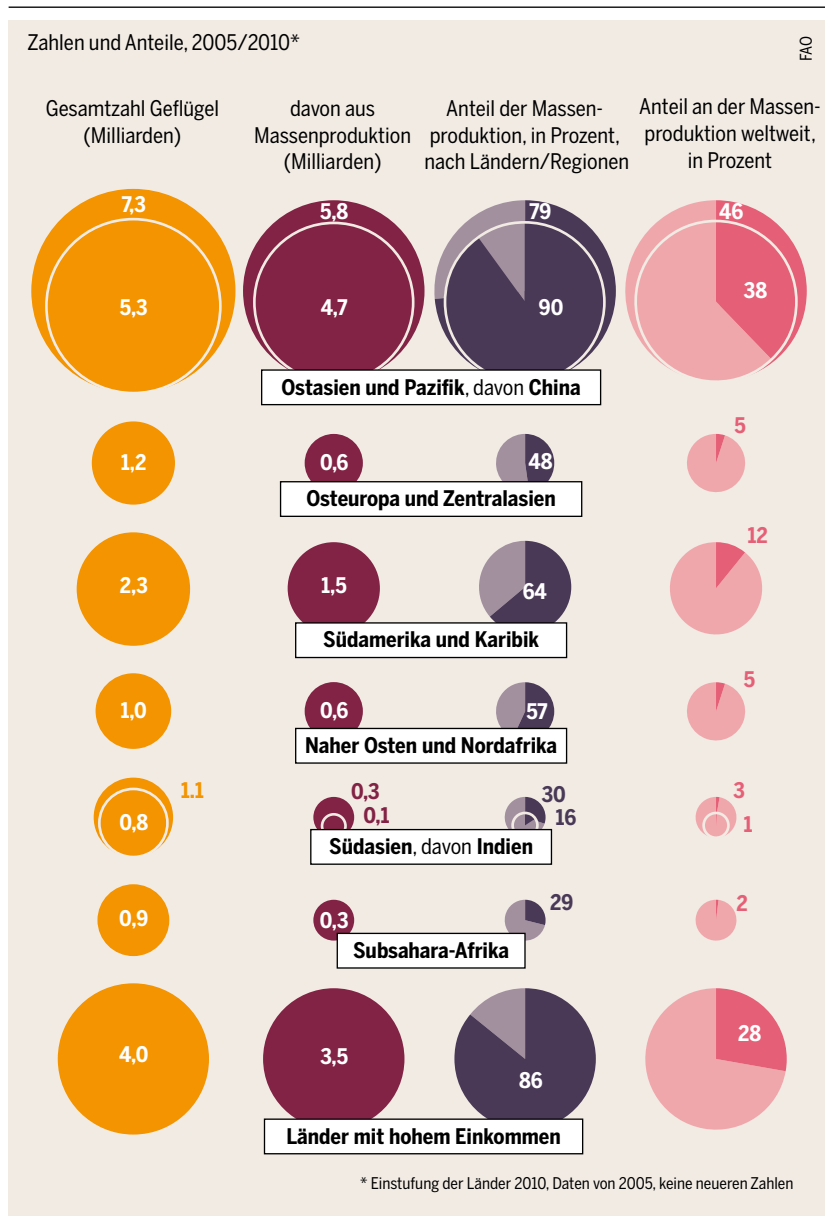 Zahlen und Anteile, 2005/2010*
FAO
Gesamtzahl Geflügel
(Milliarden)
davon aus
Massenproduktion
(Milliarden)
Anteil der Massen-
produktion, in Prozent,
nach Ländern/Regionen
Anteil an der Massen-
produktion weltweit,
in Prozent
7,3
5,8
79
46
5,3
4,7
90
38
Ostasien und Pazifik, davon China
1,2
0,6
48
5
Osteuropa und Zentralasien
2,3
1,5
64
12
Südamerika und Karibik
1,0
0,6
57
5
Naher Osten und Nordafrika
1.1
0,8
0,3
0,1
30
16
3
1
Südasien, davon Indien
0,9
0,3
29
2
Subsahara-Afrika
4,0
3,5
86
28
Länder mit hohem Einkommen
* Einstufung der Länder 2010, Daten von 2005, keine neueren Zahlen